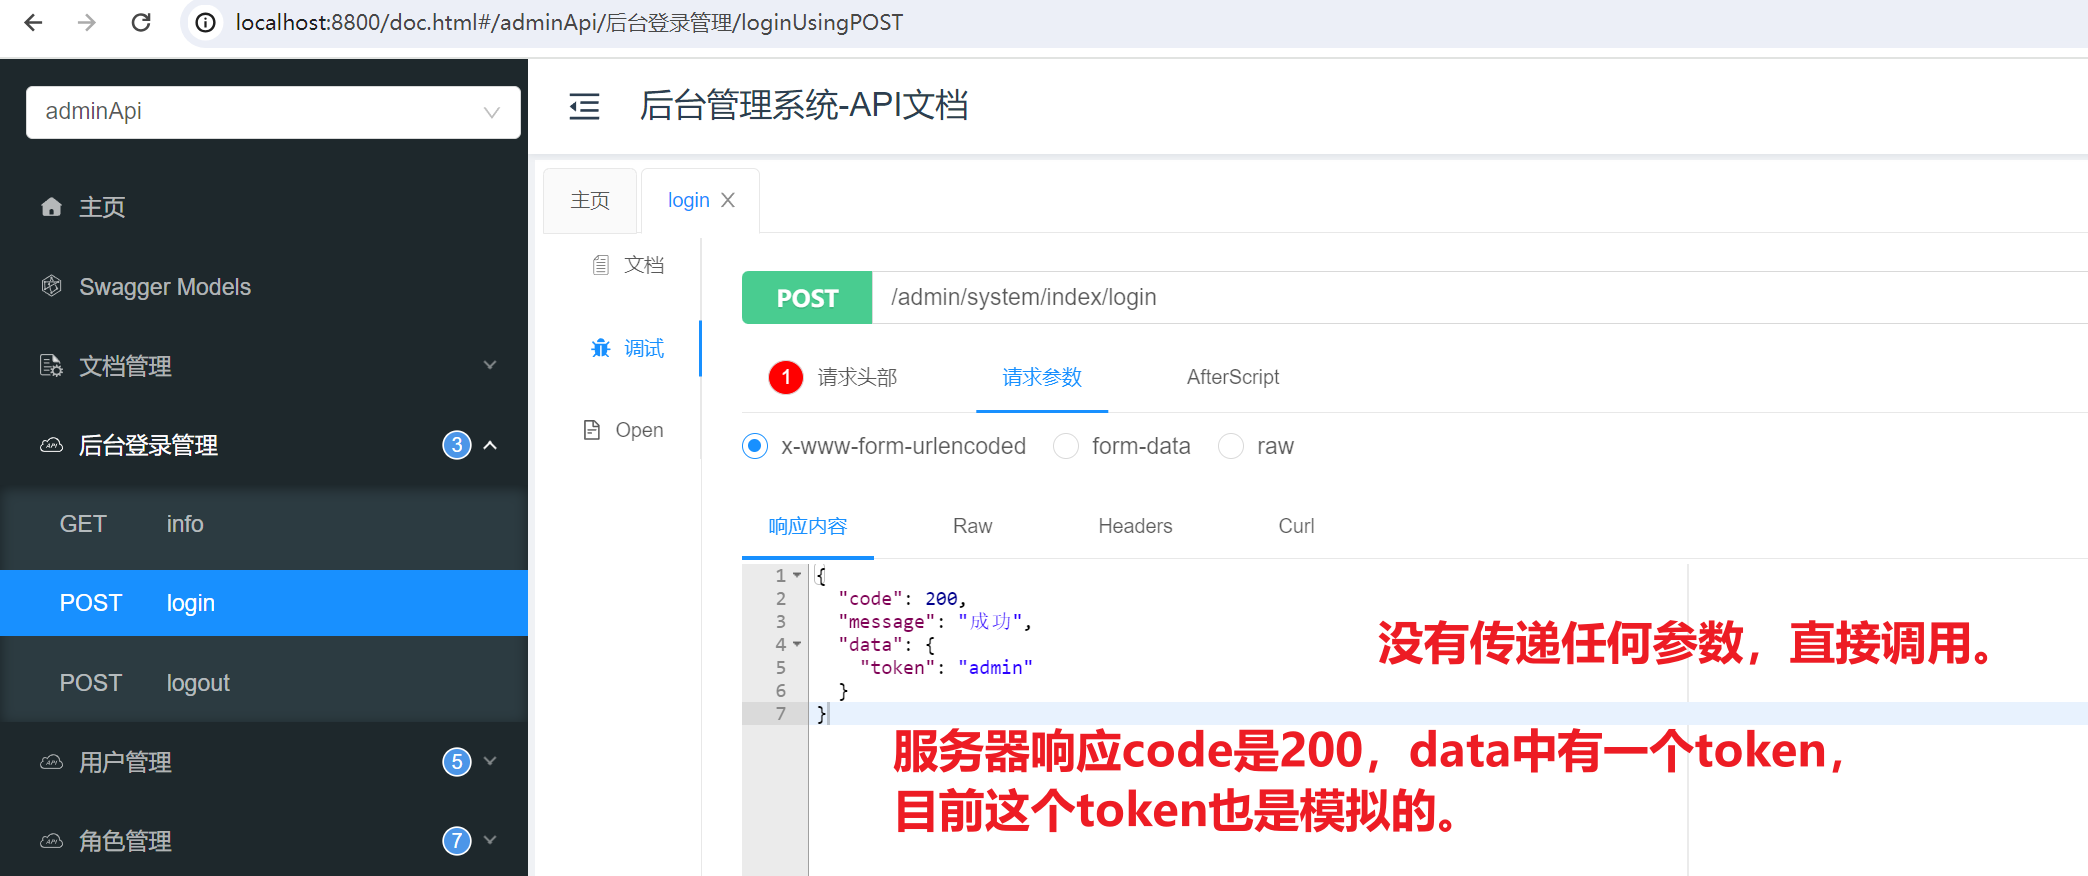 localhost:8800/doc.html#/adminApi/后台登录管理/loginUsingPOST
adminApi
后台管理系统-API文档
主页
Swagger Models
文档管理
后台登录管理 3
GET info
POST login
POST logout
用户管理 5
角色管理 7
主页 login
文档
调试
Open
POST /admin/system/index/login
1 请求头部 请求参数 AfterScript
x-www-form-urlencoded form-data raw
响应内容 Raw Headers Curl
1 {
2 "code": 200,
3 "message": "成功",
4 "data": {
5 "token": "admin"
6 }
7 }
没有传递任何参数，直接调用。
服务器响应code是200，data中有一个token，
目前这个token也是模拟的。